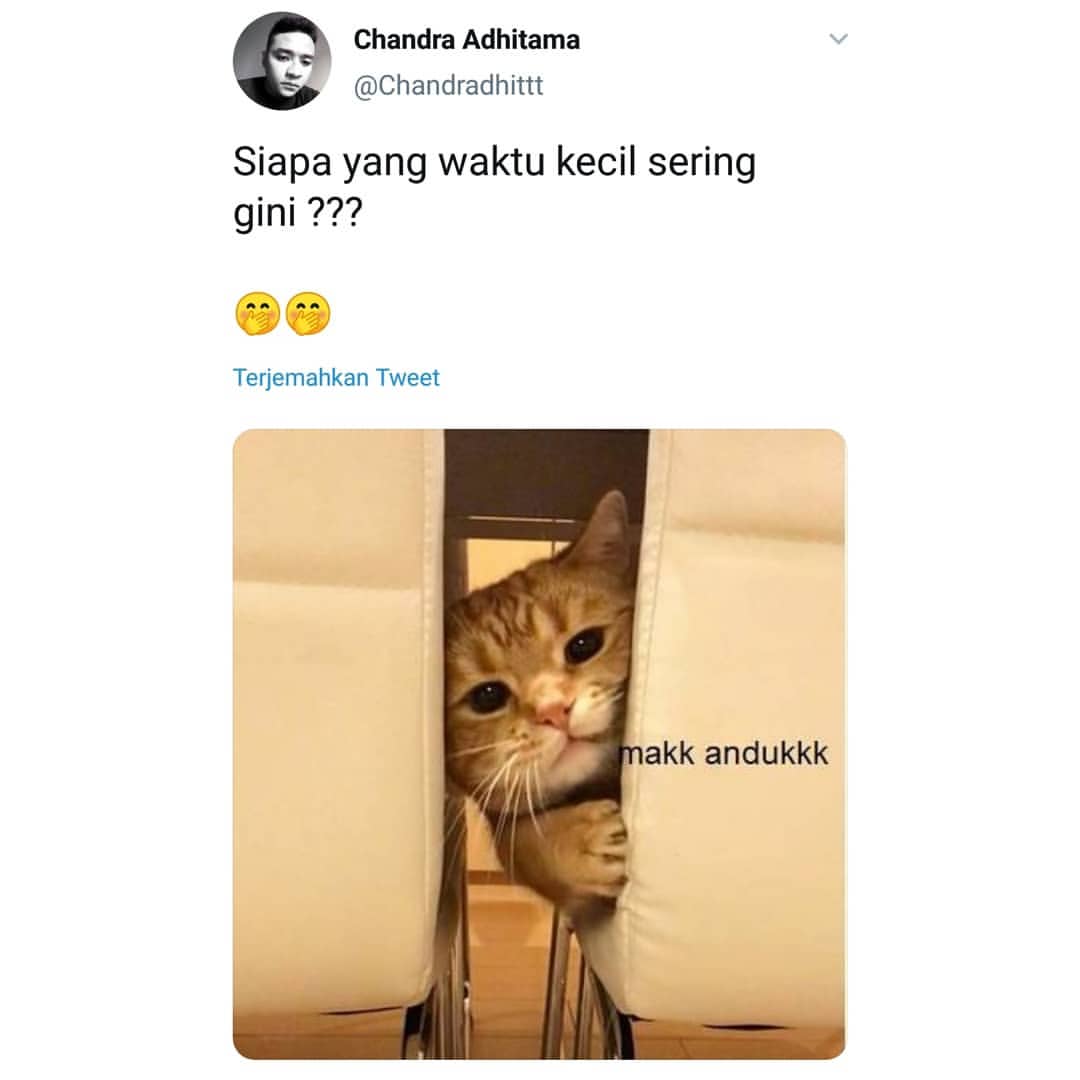 Chandra Adhitama
@Chandradhittt
Siapa yang waktu kecil sering
gini ???
🤭🤭
Terjemahkan Tweet
makk andukkk